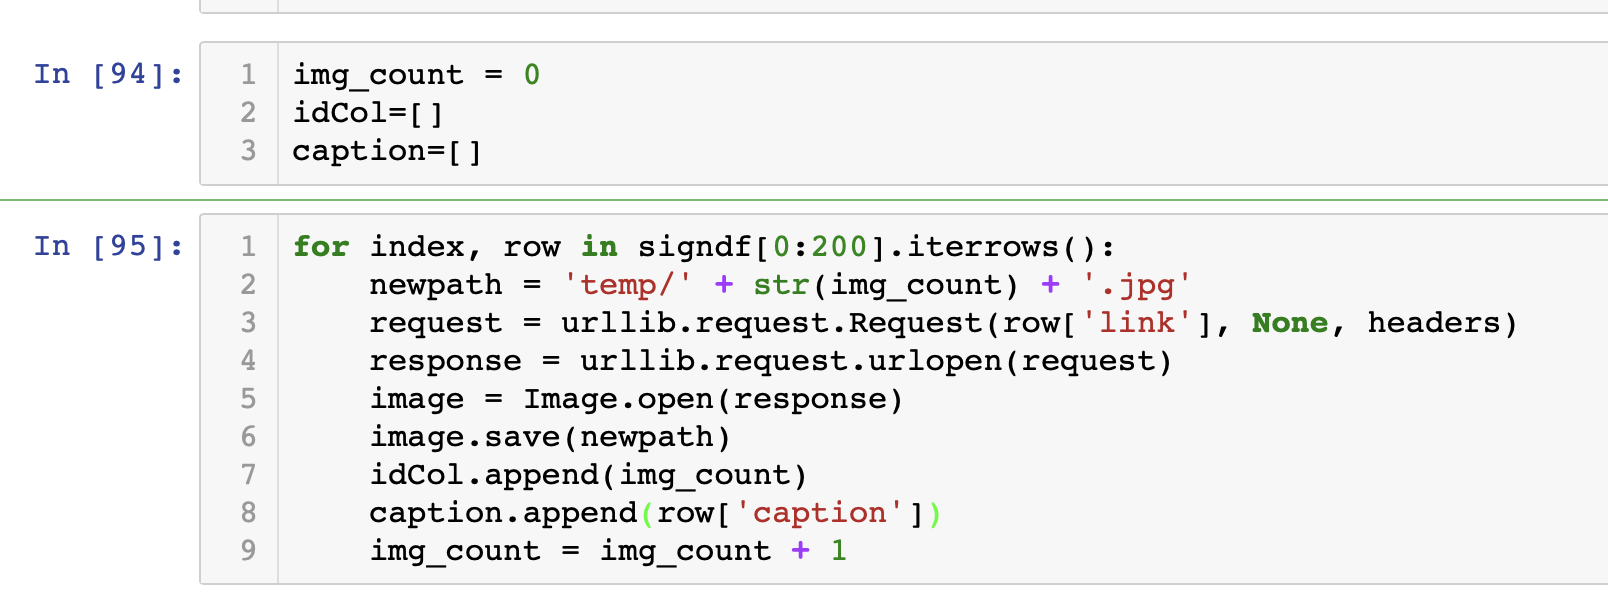 In [94]:
1 img_count = 0
2 idCol=[]
3 caption=[]
In [95]:
1 for index, row in signdf[0:200].iterrows():
2     newpath = 'temp/' + str(img_count) + '.jpg'
3     request = urllib.request.Request(row['link'], None, headers)
4     response = urllib.request.urlopen(request)
5     image = Image.open(response)
6     image.save(newpath)
7     idCol.append(img_count)
8     caption.append(row['caption'])
9     img_count = img_count + 1